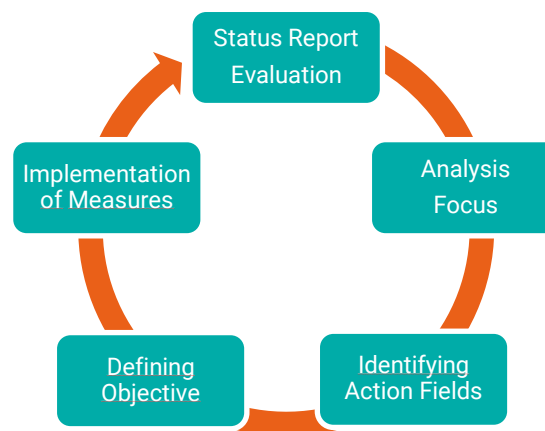 Status Report
Evaluation
Analysis
Focus
Identifying
Action Fields
Defining
Objective
Implementation
of Measures